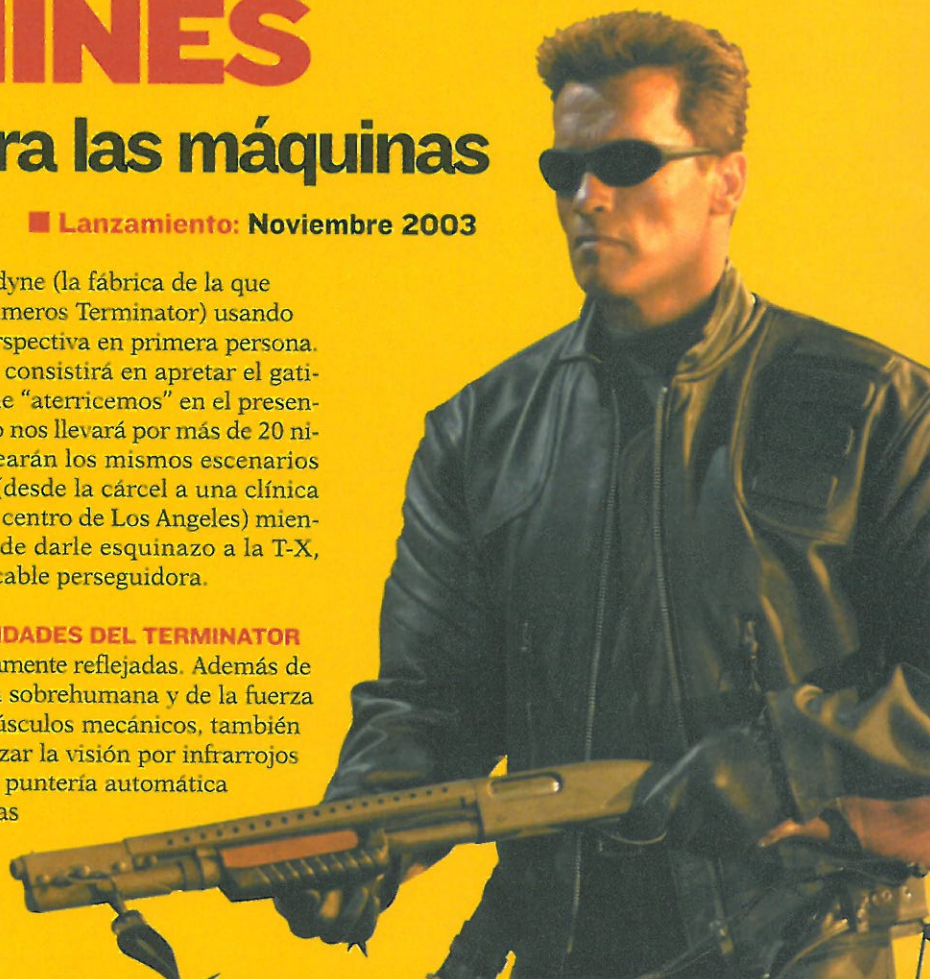 INES
ra las máquinas
■ Lanzamiento: Noviembre 2003
dyne (la fábrica de la que
meros Terminator) usando
rspectiva en primera persona.
consistirá en apretar el gati-
e “aterricemos” en el presen-
o nos llevará por más de 20 ni-
earán los mismos escenarios
(desde la cárcel a una clínica
centro de Los Angeles) mien-
de darle esquinazo a la T-X,
cable perseguidora.
IDADES DEL TERMINATOR
amente reflejadas. Además de
sobrehumana y de la fuerza
úsculos mecánicos, también
zar la visión por infrarrojos
puntería automática
as